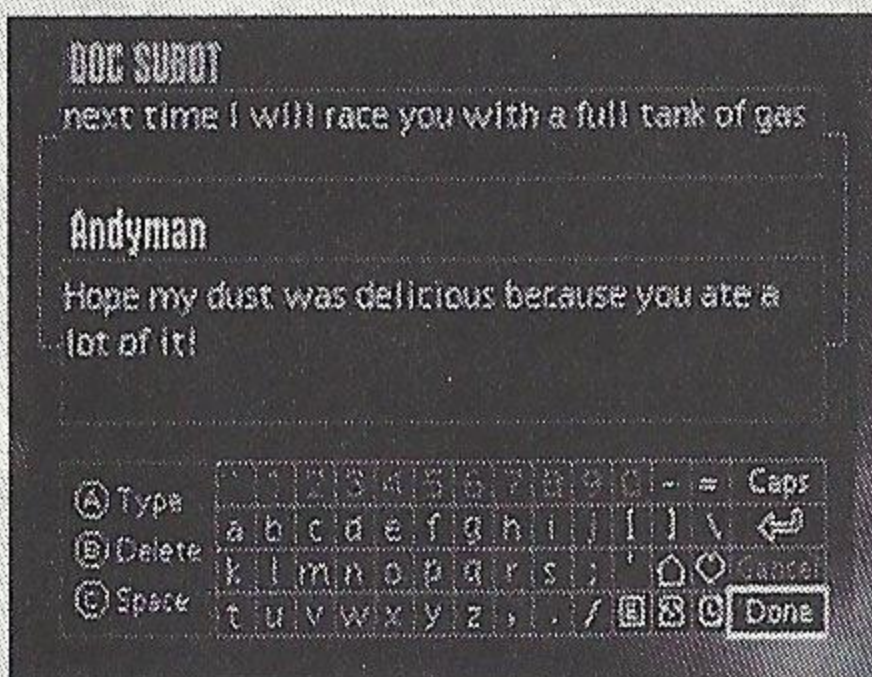 DOC SUBOT
next time I will race you with a full tank of gas
Andyman
Hope my dust was delicious because you ate a
lot of it!
A Type
B Delete
C Space
` 1 2 3 4 5 6 7 8 9 0 - = Caps
a b c d e f g h i j [ ] \
k l m n o p q r s ; ' Cancel
t u v w x y z , . / Done